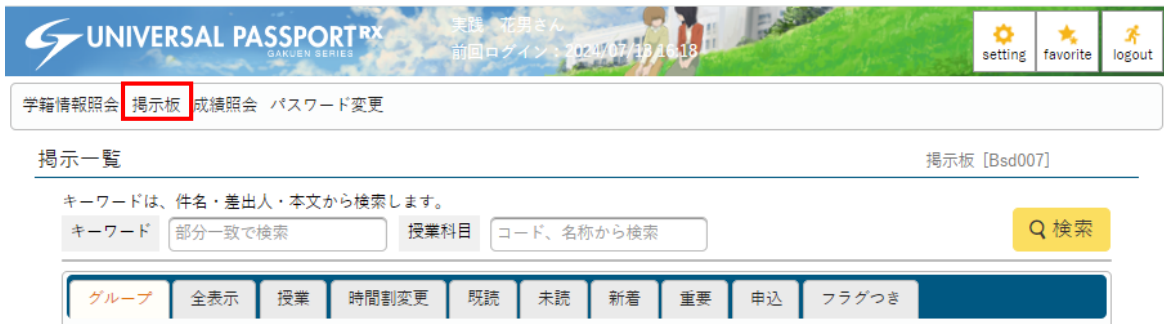 UNIVERSAL PASSPORT RX
GAKUEN SERIES
実践　花男さん
前回ログイン：2024/07/13 16:18
setting favorite logout
学籍情報照会 掲示板 成績照会 パスワード変更
掲示一覧 掲示板 [Bsd007]
キーワードは、件名・差出人・本文から検索します。
キーワード 部分一致で検索 授業科目 コード、名称から検索 検索
グループ 全表示 授業 時間割変更 既読 未読 新着 重要 申込 フラグつき